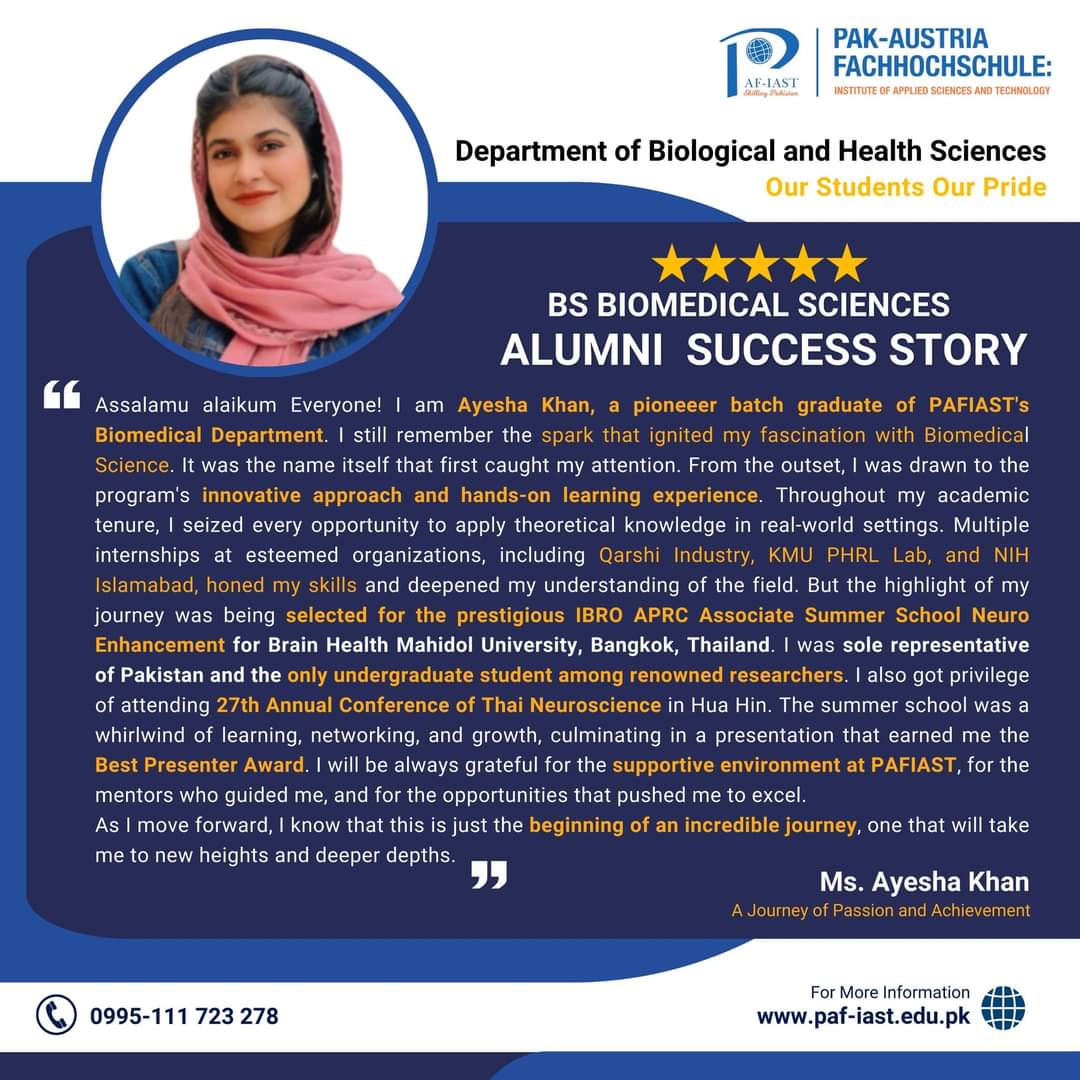 AF-IAST
Skilling Pakistan
PAK-AUSTRIA
FACHHOCHSCHULE:
INSTITUTE OF APPLIED SCIENCES AND TECHNOLOGY
Department of Biological and Health Sciences
Our Students Our Pride
BS BIOMEDICAL SCIENCES
ALUMNI SUCCESS STORY
“ Assalamu alaikum Everyone! I am Ayesha Khan, a pioneeer batch graduate of PAFIAST's
Biomedical Department. I still remember the spark that ignited my fascination with Biomedical
Science. It was the name itself that first caught my attention. From the outset, I was drawn to the
program's innovative approach and hands-on learning experience. Throughout my academic
tenure, I seized every opportunity to apply theoretical knowledge in real-world settings. Multiple
internships at esteemed organizations, including Qarshi Industry, KMU PHRL Lab, and NIH
Islamabad, honed my skills and deepened my understanding of the field. But the highlight of my
journey was being selected for the prestigious IBRO APRC Associate Summer School Neuro
Enhancement for Brain Health Mahidol University, Bangkok, Thailand. I was sole representative
of Pakistan and the only undergraduate student among renowned researchers. I also got privilege
of attending 27th Annual Conference of Thai Neuroscience in Hua Hin. The summer school was a
whirlwind of learning, networking, and growth, culminating in a presentation that earned me the
Best Presenter Award. I will be always grateful for the supportive environment at PAFIAST, for the
mentors who guided me, and for the opportunities that pushed me to excel.
As I move forward, I know that this is just the beginning of an incredible journey, one that will take
me to new heights and deeper depths. ”
Ms. Ayesha Khan
A Journey of Passion and Achievement
0995-111 723 278
For More Information
www.paf-iast.edu.pk